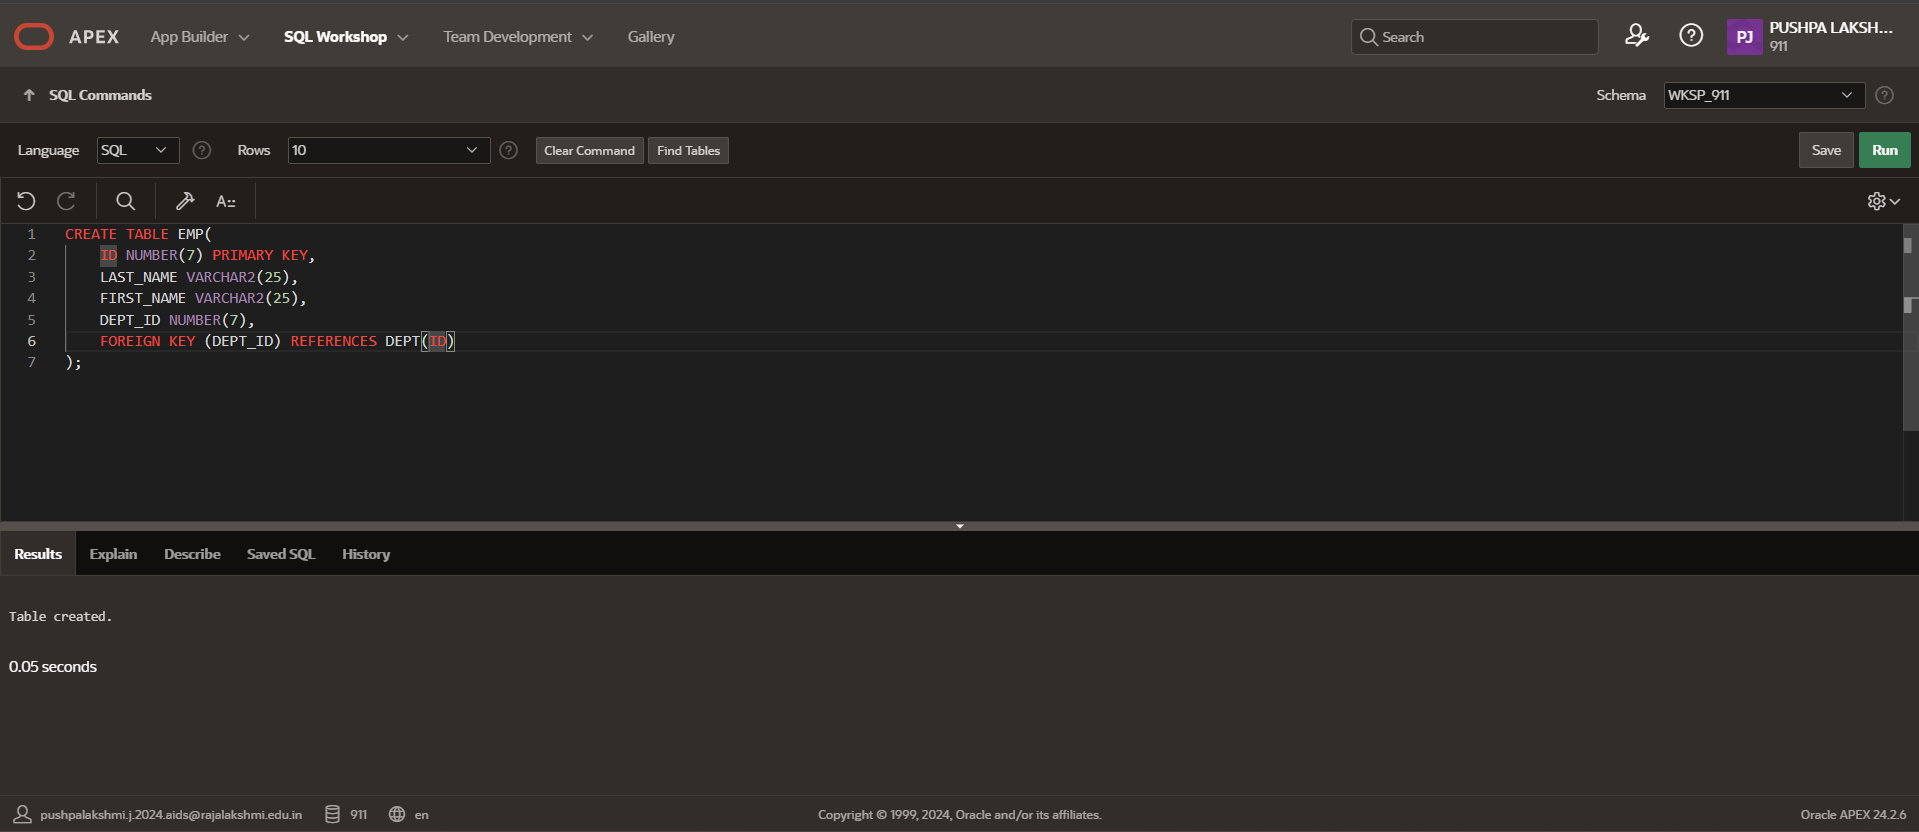 APEX App Builder SQL Workshop Team Development Gallery Search PJ PUSHPA LAKSH...
911
SQL Commands Schema WKSP_911
Language SQL Rows 10 Clear Command Find Tables Save Run
A::
1 CREATE TABLE EMP(
2 ID NUMBER(7) PRIMARY KEY,
3 LAST_NAME VARCHAR2(25),
4 FIRST_NAME VARCHAR2(25),
5 DEPT_ID NUMBER(7),
6 FOREIGN KEY (DEPT_ID) REFERENCES DEPT(ID)
7 );
Results Explain Describe Saved SQL History
Table created.
0.05 seconds
pushpalakshmi.j.2024.aids@rajalakshmi.edu.in 911 en Copyright © 1999, 2024, Oracle and/or its affiliates. Oracle APEX 24.2.6